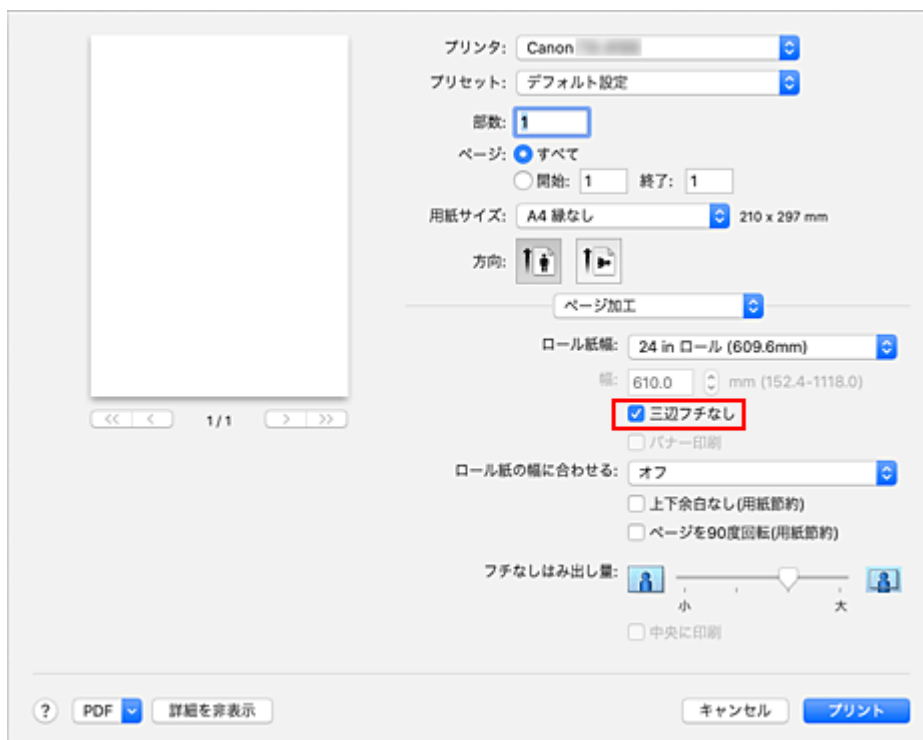 プリンタ: Canon
プリセット: デフォルト設定
部数: 1
ページ: すべて
開始: 1 終了: 1
用紙サイズ: A4 縁なし 210 x 297 mm
方向:
ページ加工
ロール紙幅: 24 in ロール (609.6mm)
幅: 610.0 mm (152.4-1118.0)
<< < 1/1 > >>
三辺フチなし
バナー印刷
ロール紙の幅に合わせる: オフ
上下余白なし(用紙節約)
ページを90度回転(用紙節約)
フチなしはみ出し量:
小 大
中央に印刷
? PDF 詳細を非表示 キャンセル プリント